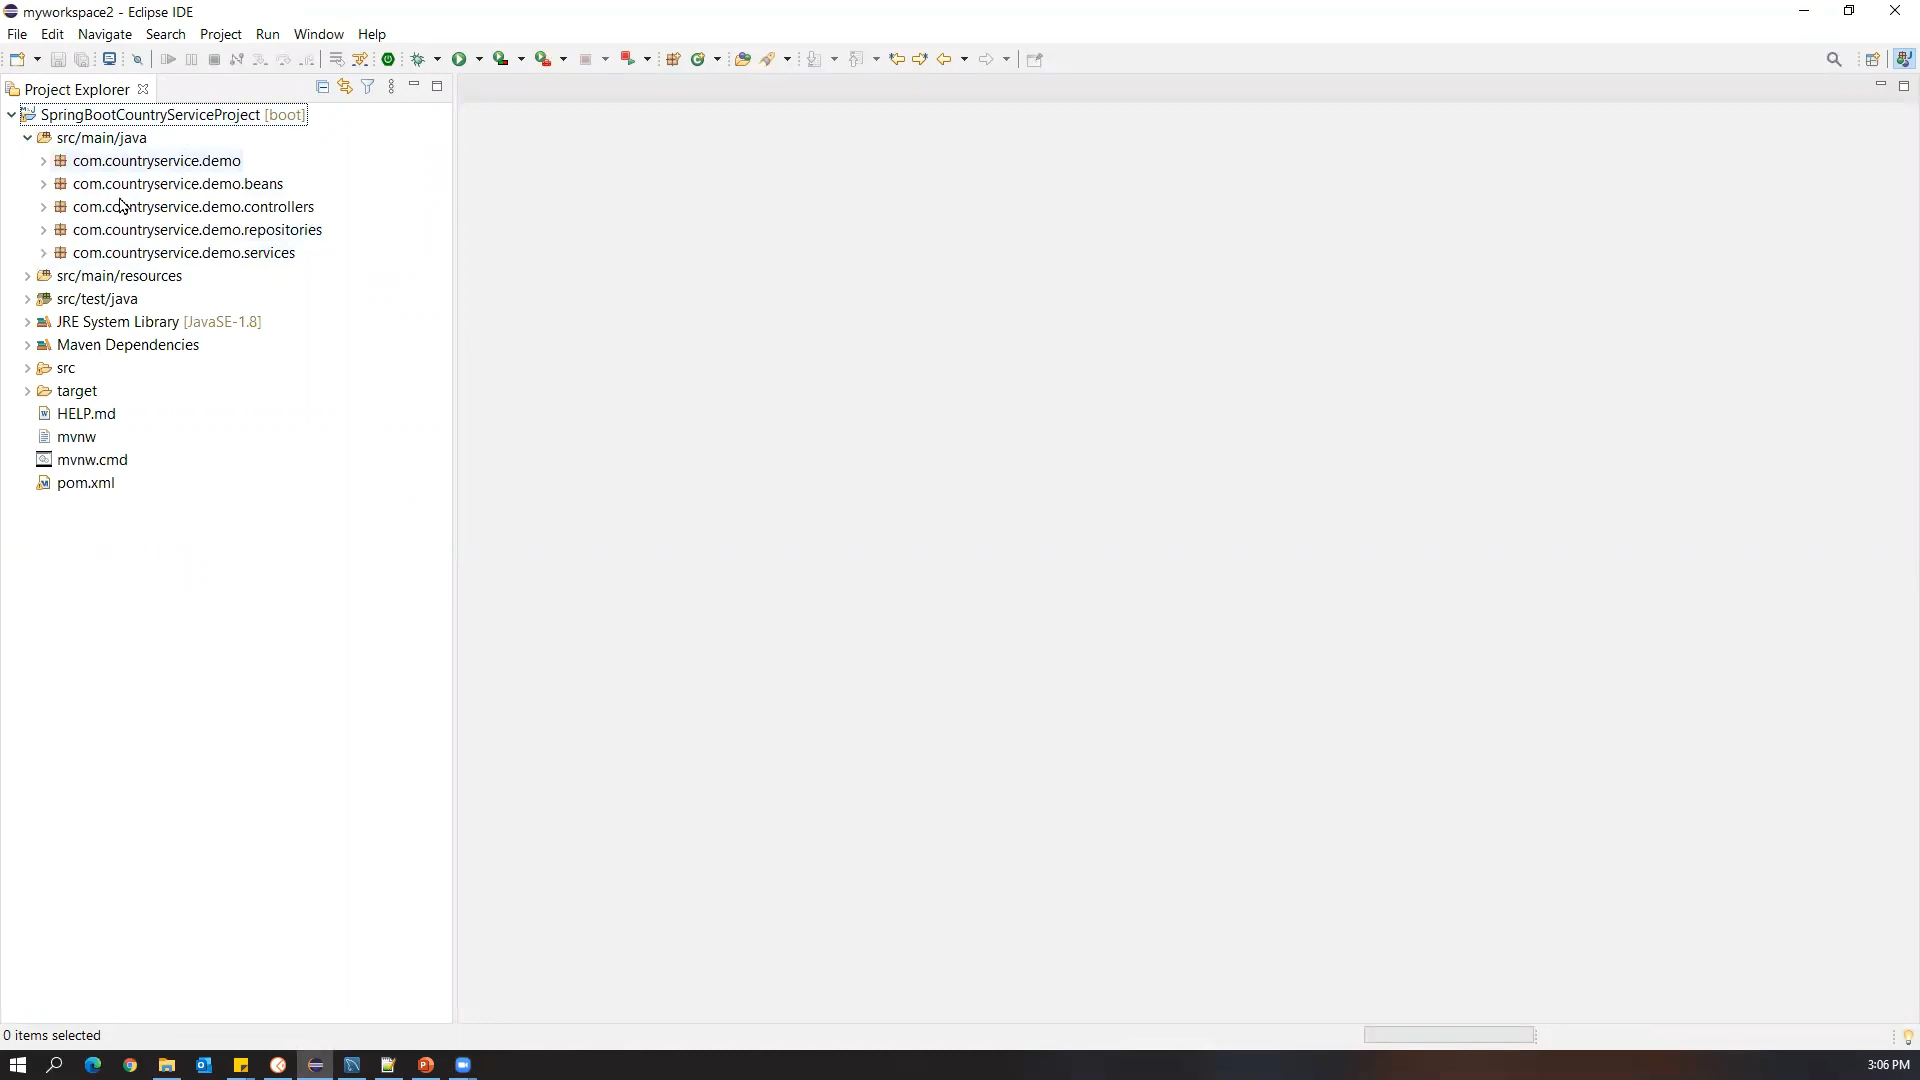 myworkspace2 - Eclipse IDE
File Edit Navigate Search Project Run Window Help
Project Explorer
SpringBootCountryServiceProject [boot]
src/main/java
com.countryservice.demo
com.countryservice.demo.beans
com.countryservice.demo.controllers
com.countryservice.demo.repositories
com.countryservice.demo.services
src/main/resources
src/test/java
JRE System Library [JavaSE-1.8]
Maven Dependencies
src
target
HELP.md
mvnw
mvnw.cmd
pom.xml
0 items selected
3:06 PM